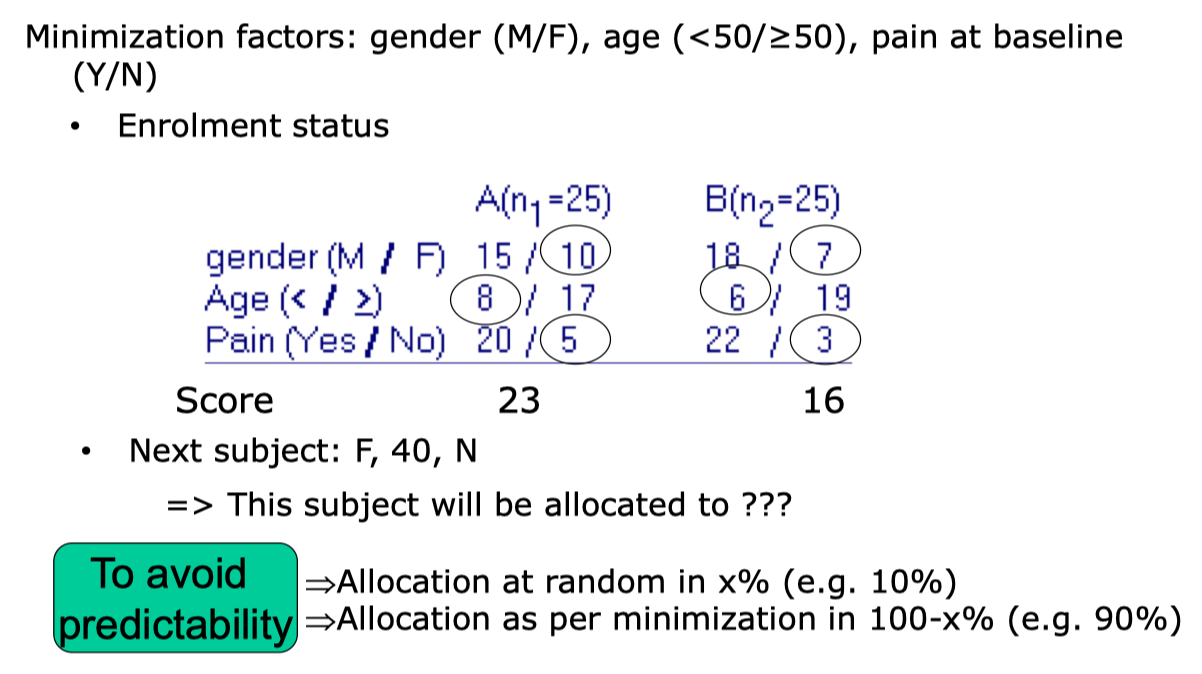 Minimization factors: gender (M/F), age (<50/≥50), pain at baseline
(Y/N)
• Enrolment status
A(n₁=25) B(n₂=25)
gender (M / F) 15 / 10 18 / 7
Age (< / ≥) 8 / 17 6 / 19
Pain (Yes / No) 20 / 5 22 / 3
Score 23 16
• Next subject: F, 40, N
=> This subject will be allocated to ???
To avoid
predictability
⇒Allocation at random in x% (e.g. 10%)
⇒Allocation as per minimization in 100-x% (e.g. 90%)